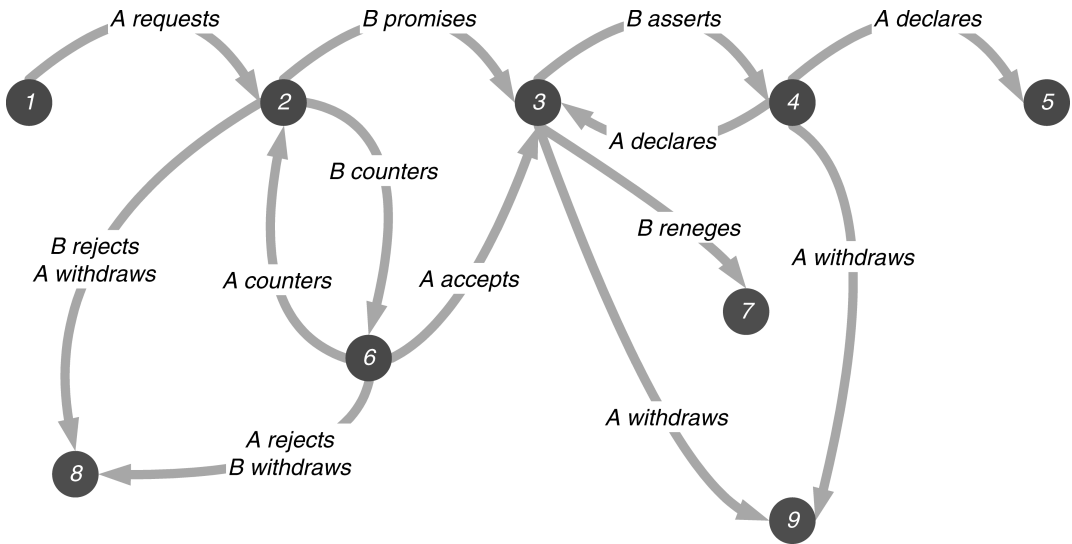 A requests
B promises
B asserts
A declares
1
2
3
4
5
A declares
B counters
B reneges
B rejects
A withdraws
A counters
A accepts
A withdraws
7
6
A withdraws
A rejects
B withdraws
8
9